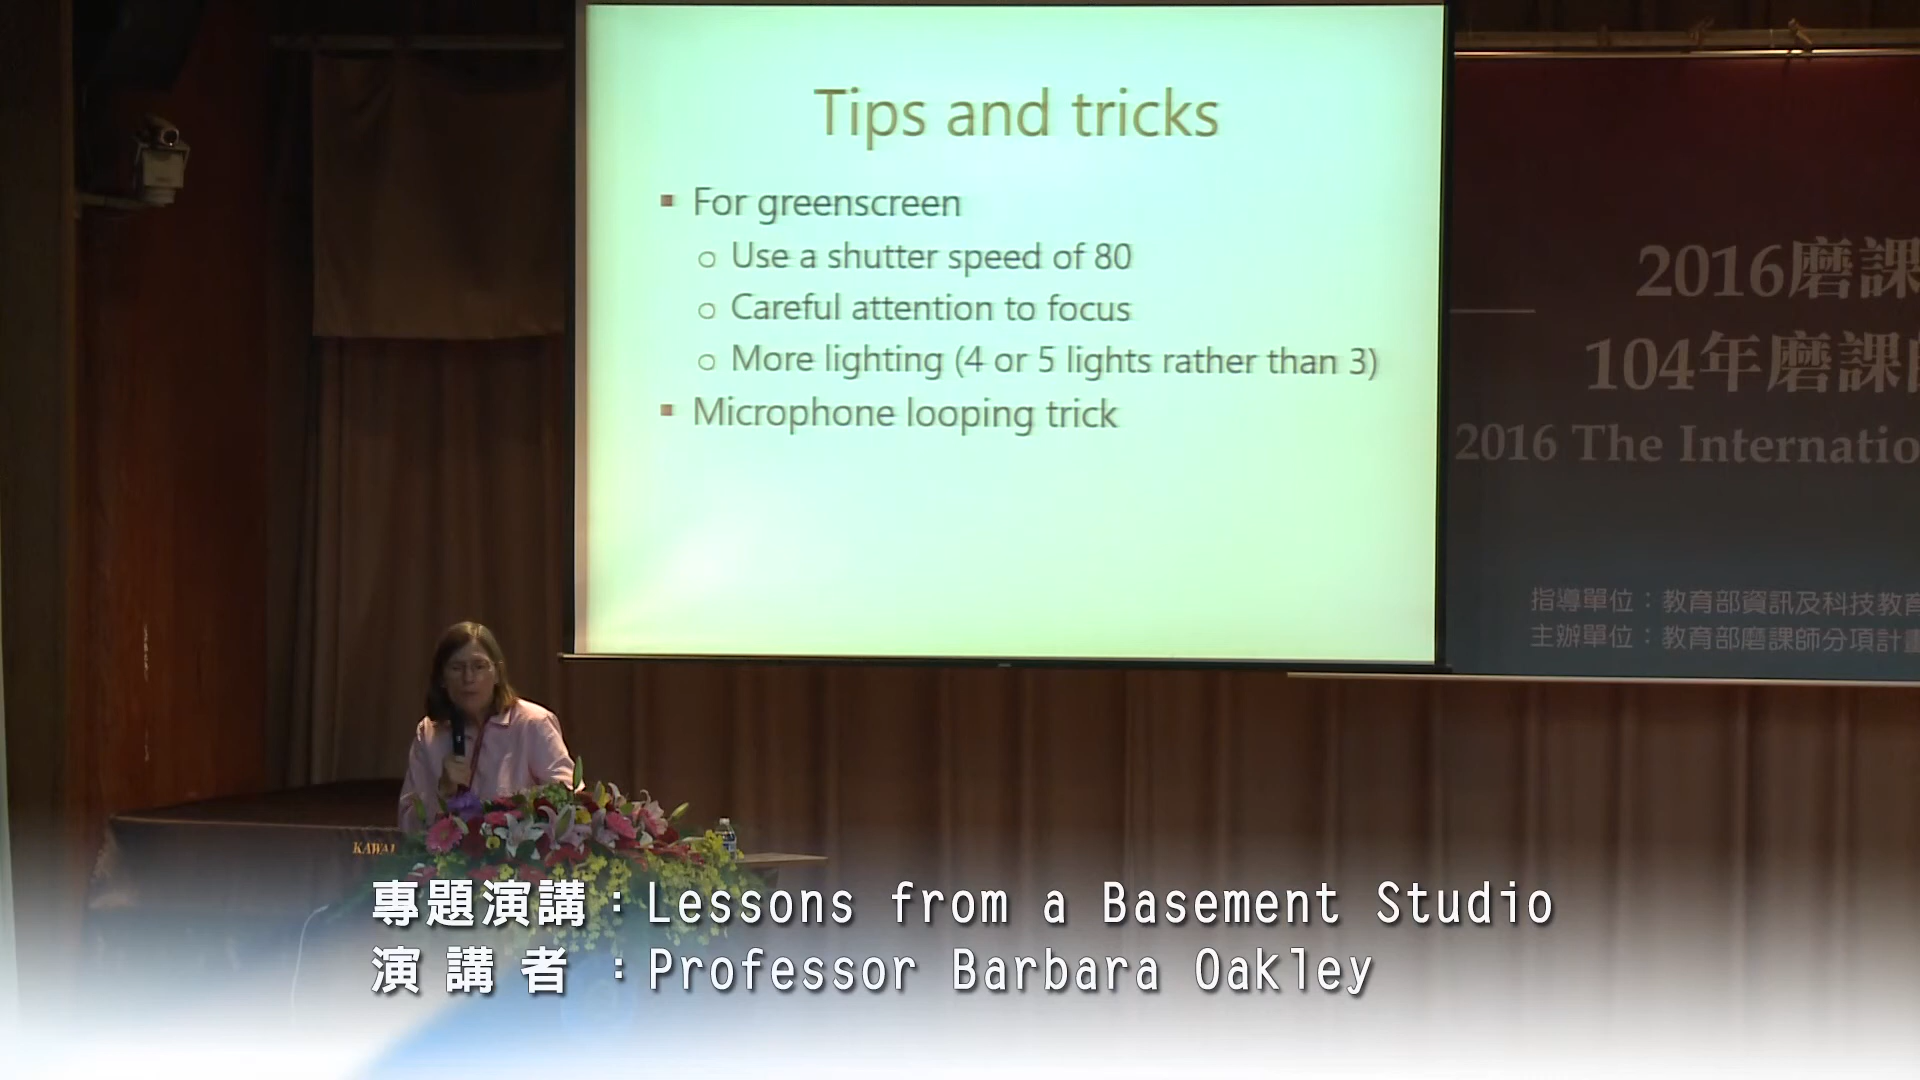 Tips and tricks
▪ For greenscreen
o Use a shutter speed of 80
o Careful attention to focus
o More lighting (4 or 5 lights rather than 3)
▪ Microphone looping trick
2016磨課
104年磨課師
2016 The Internatio
指導單位：教育部資訊及科技教育
主辦單位：教育部磨課師分項計畫
KAWAI
專題演講：Lessons from a Basement Studio
演講者：Professor Barbara Oakley